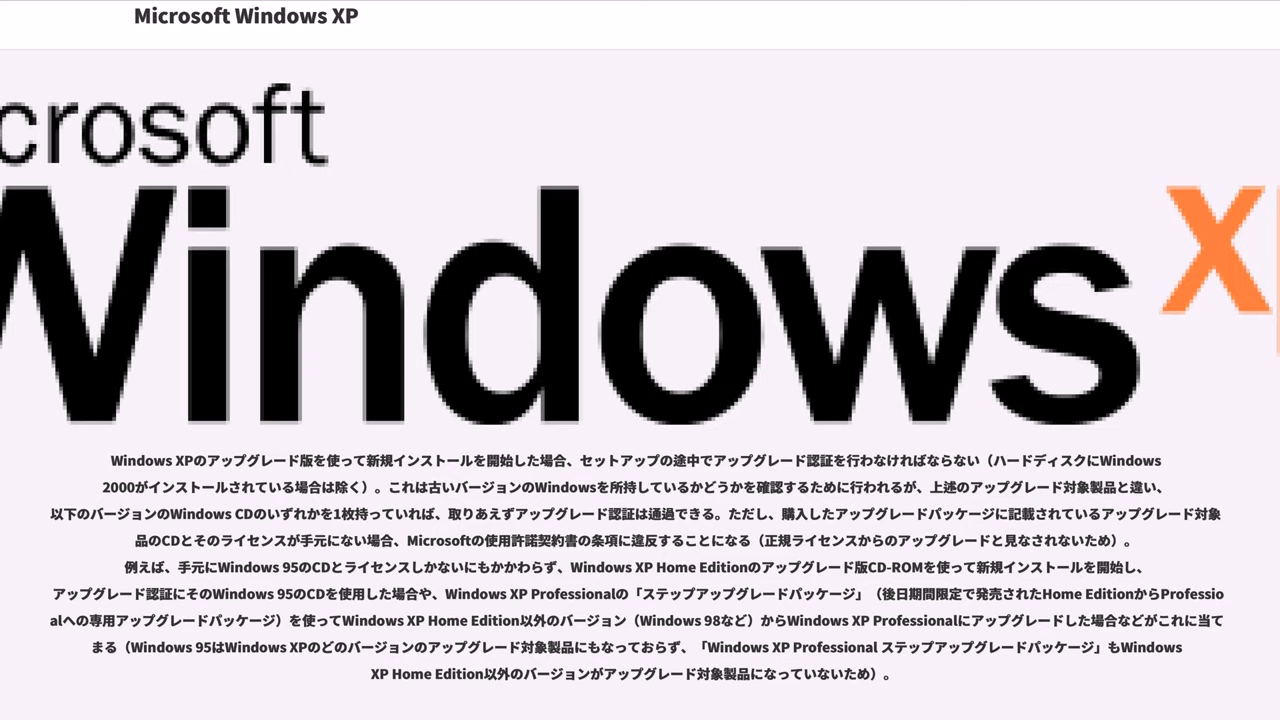 Microsoft Windows XP
crosoft
Windows XP
Windows XPのアップグレード版を使って新規インストールを開始した場合、セットアップの途中でアップグレード認証を行わなければならない（ハードディスクにWindows
2000がインストールされている場合は除く）。これは古いバージョンのWindowsを所持しているかどうかを確認するために行われるが、上述のアップグレード対象製品と違い、
以下のバージョンのWindows CDのいずれかを1枚持っていれば、取りあえずアップグレード認証は通過できる。ただし、購入したアップグレードパッケージに記載されているアップグレード対象
品のCDとそのライセンスが手元にない場合、Microsoftの使用許諾契約書の条項に違反することになる（正規ライセンスからのアップグレードと見なされないため）。
例えば、手元にWindows 95のCDとライセンスしかないにもかかわらず、Windows XP Home Editionのアップグレード版CD-ROMを使って新規インストールを開始し、
アップグレード認証にそのWindows 95のCDを使用した場合や、Windows XP Professionalの「ステップアップグレードパッケージ」（後日期間限定で発売されたHome EditionからProfessio
alへの専用アップグレードパッケージ）を使ってWindows XP Home Edition以外のバージョン（Windows 98など）からWindows XP Professionalにアップグレードした場合などがこれに当て
まる（Windows 95はWindows XPのどのバージョンのアップグレード対象製品にもなっておらず、「Windows XP Professional ステップアップグレードパッケージ」もWindows
XP Home Edition以外のバージョンがアップグレード対象製品になっていないため）。